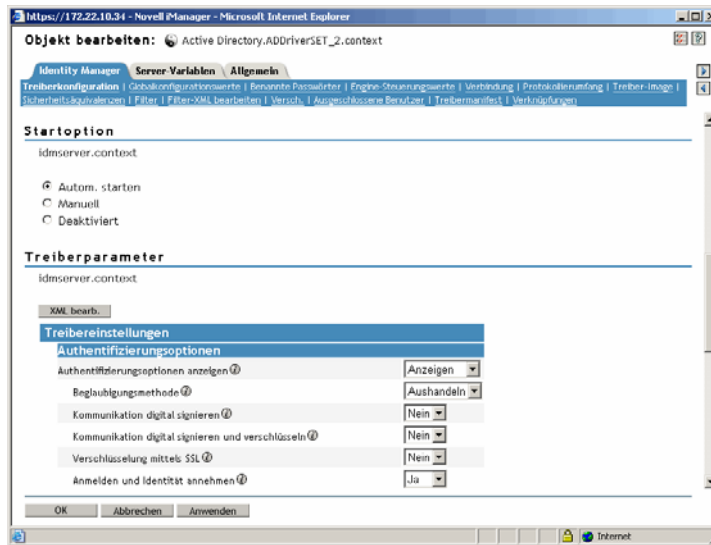 https://172.22.10.34 - Novell iManager - Microsoft Internet Explorer
Objekt bearbeiten: Active Directory.ADDriverSET_2.context
Identity Manager Server-Variablen Allgemein
Treiberkonfiguration | Globalkonfigurationswerte | Benannte Passwörter | Engine-Steuerungswerte | Verbindung | Protokollierumfang | Treiber-Image |
Sicherheitsäquivalenzen | Filter | Filter-XML bearbeiten | Versch. | Ausgeschlossene Benutzer | Treibermanifest | Verknüpfungen
Startoption
idmserver.context
Autom. starten
Manuell
Deaktiviert
Treiberparameter
idmserver.context
XML bearb.
Treibereinstellungen
Authentifizierungsoptionen
Authentifizierungsoptionen anzeigen Anzeigen
Beglaubigungsmethode Aushandeln
Kommunikation digital signieren Nein
Kommunikation digital signieren und verschlüsseln Nein
Verschlüsselung mittels SSL Nein
Anmelden und Identität annehmen Ja
OK Abbrechen Anwenden
Internet